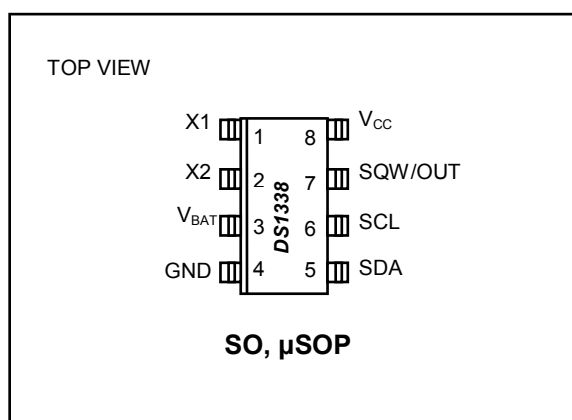 TOP VIEW
X1 1 8 VCC
X2 2 7 SQW/OUT
VBAT 3 6 SCL
GND 4 5 SDA
DS1338
SO, µSOP